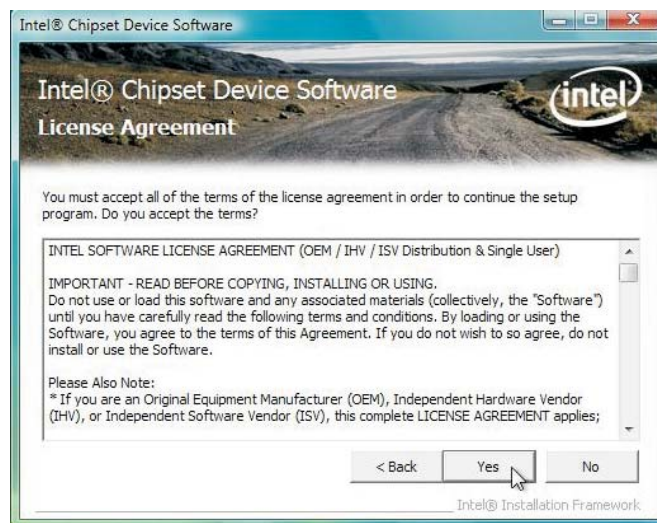 Intel® Chipset Device Software
Intel® Chipset Device Software
intel
License Agreement
You must accept all of the terms of the license agreement in order to continue the setup
program. Do you accept the terms?
INTEL SOFTWARE LICENSE AGREEMENT (OEM / IHV / ISV Distribution & Single User)
IMPORTANT - READ BEFORE COPYING, INSTALLING OR USING.
Do not use or load this software and any associated materials (collectively, the "Software")
until you have carefully read the following terms and conditions. By loading or using the
Software, you agree to the terms of this Agreement. If you do not wish to so agree, do not
install or use the Software.
Please Also Note:
* If you are an Original Equipment Manufacturer (OEM), Independent Hardware Vendor
(IHV), or Independent Software Vendor (ISV), this complete LICENSE AGREEMENT applies;
< Back Yes No
Intel® Installation Framework